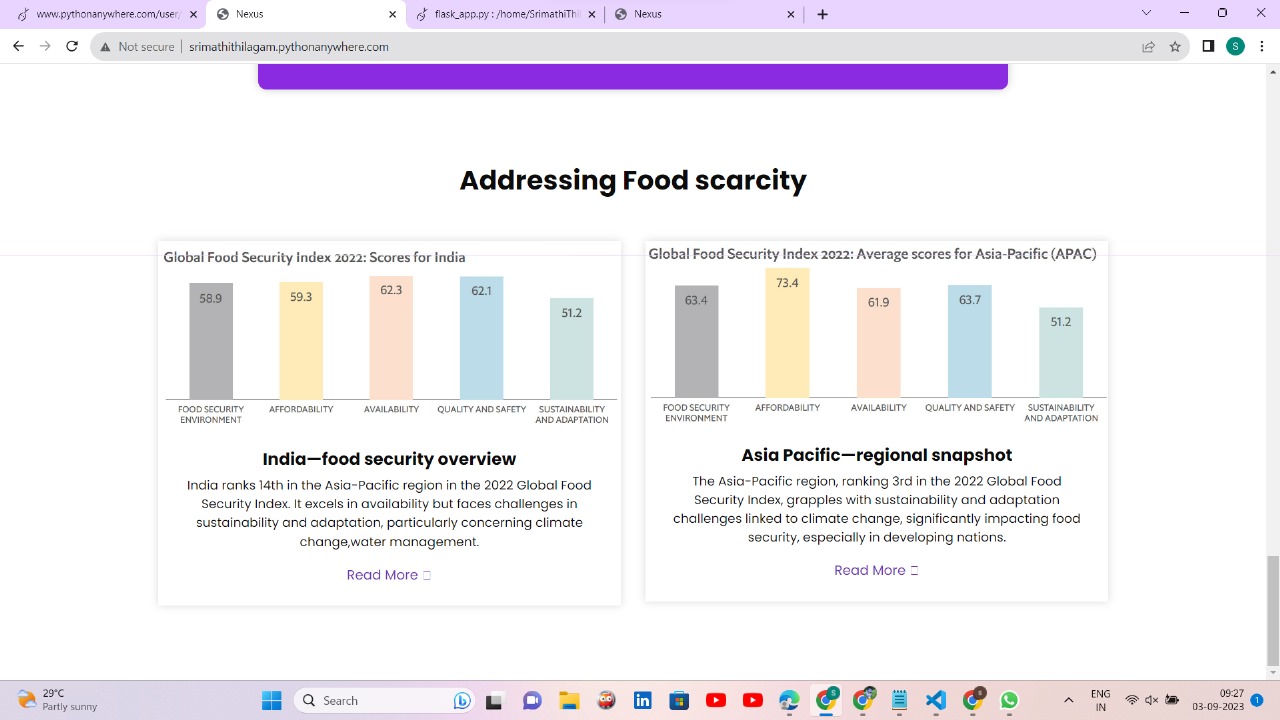 www.pythonanywhere.com/user/
Nexus
flask_app.py : /home/SrimathiThil
Nexus
Not secure
srimathithilagam.pythonanywhere.com
S
Addressing Food scarcity
Global Food Security Index 2022: Scores for India
58.9
59.3
62.3
62.1
51.2
FOOD SECURITY
ENVIRONMENT
AFFORDABILITY
AVAILABILITY
QUALITY AND SAFETY
SUSTAINABILITY
AND ADAPTATION
India—food security overview
India ranks 14th in the Asia-Pacific region in the 2022 Global Food
Security Index. It excels in availability but faces challenges in
sustainability and adaptation, particularly concerning climate
change,water management.
Read More
Global Food Security Index 2022: Average scores for Asia-Pacific (APAC)
63.4
73.4
61.9
63.7
51.2
FOOD SECURITY
ENVIRONMENT
AFFORDABILITY
AVAILABILITY
QUALITY AND SAFETY
SUSTAINABILITY
AND ADAPTATION
Asia Pacific—regional snapshot
The Asia-Pacific region, ranking 3rd in the 2022 Global Food
Security Index, grapples with sustainability and adaptation
challenges linked to climate change, significantly impacting food
security, especially in developing nations.
Read More
29°C
Partly sunny
Search
ENG
IN
09:27
03-09-2023
1